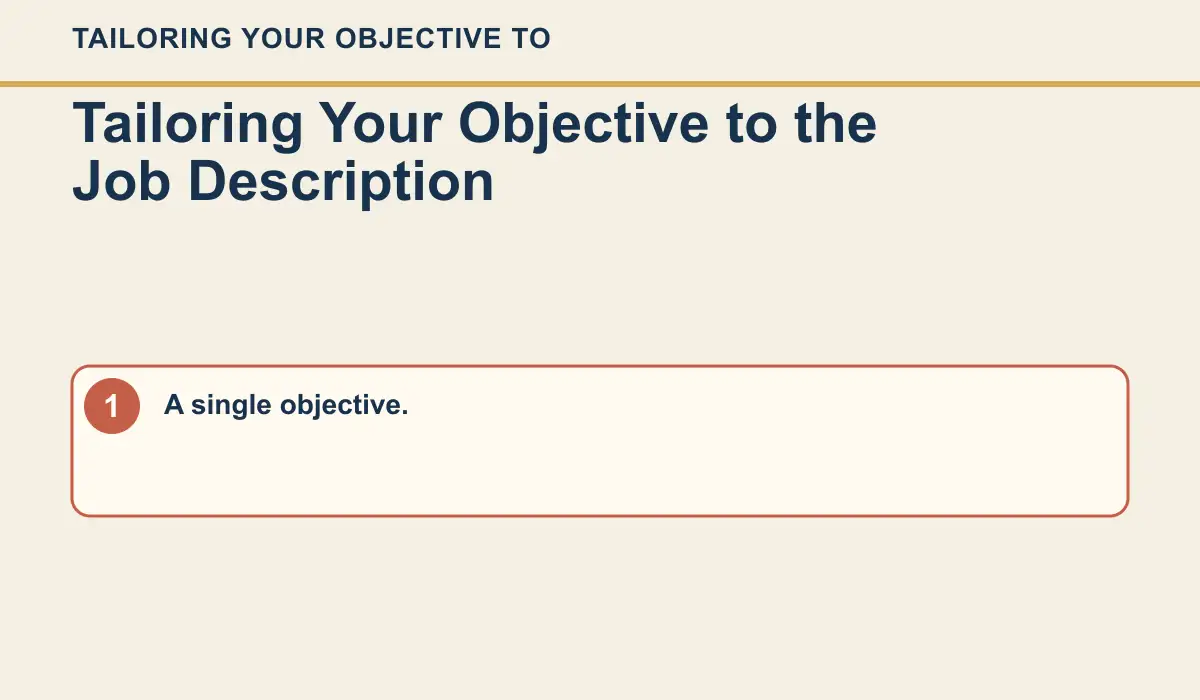 TAILORING YOUR OBJECTIVE TO
Tailoring Your Objective to the
Job Description
1 A single objective.